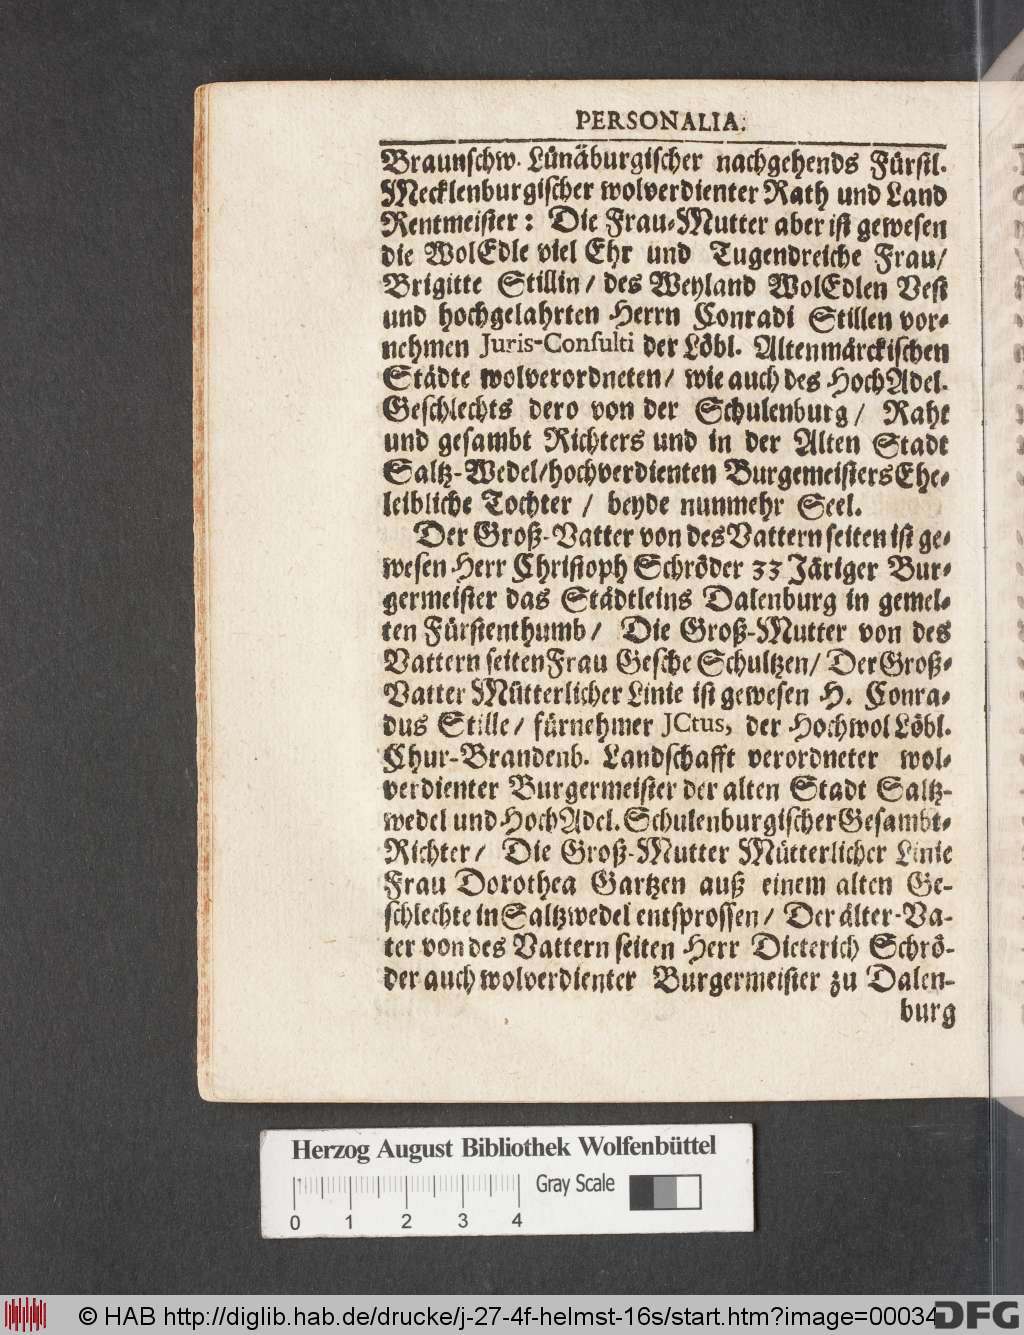 PERSONALIA.
Braunschw. Lünäburgischer nachgehends Fürstl.
Mecklenburgischer wolverdienter Rath und Land
Rentmeister: Die Frau-Mutter aber ist gewesen
die WolEdle viel Ehr und Tugendreiche Frau/
Brigitte Stillin/ des Weyland WolEdlen Vest
und hochgelahrten Herrn Conradi Stillen vor-
nehmen Juris-Consulti der Löbl. Altenmärckischen
Städte wolverordneten/ wie auch des HochAdel.
Geschlechts dero von der Schulenburg/ Raht
und gesambt Richters und in der Alten Stadt
Saltz-Wedel/hochverdienten Burgemeisters Ehe-
leibliche Tochter / beyde nunmehr Seel.
Der Groß-Vatter von des Vattern seiten ist ge-
wesen Herr Christoph Schröder 33 Järiger Bur-
germeister das Städtleins Dalenburg in gemel-
ten Fürstenthumb/ Die Groß-Mutter von des
Vattern seiten Frau Gesche Schultzen/ Der Groß-
Vatter Mütterlicher Linie ist gewesen H. Conra-
dus Stille/ fürnehmer JCtus, der Hochwol Löbl.
Chur-Brandenb. Landschafft verordneter wol-
verdienter Burgermeister der alten Stadt Saltz-
wedel und HochAdel. Schulenburgischer Gesambt-
Richter/ Die Groß-Mutter Mütterlicher Linie
Frau Dorothea Gartzen auß einem alten Ge-
schlechte in Saltzwedel entsprossen/ Der älter-Va-
ter von des Vattern seiten Herr Dieterich Schrö-
der auch wolverdienter Burgermeister zu Dalen-
burg
Herzog August Bibliothek Wolfenbüttel
Gray Scale
0 1 2 3 4
© HAB http://diglib.hab.de/drucke/j-27-4f-helmst-16s/start.htm?image=00034
DFG